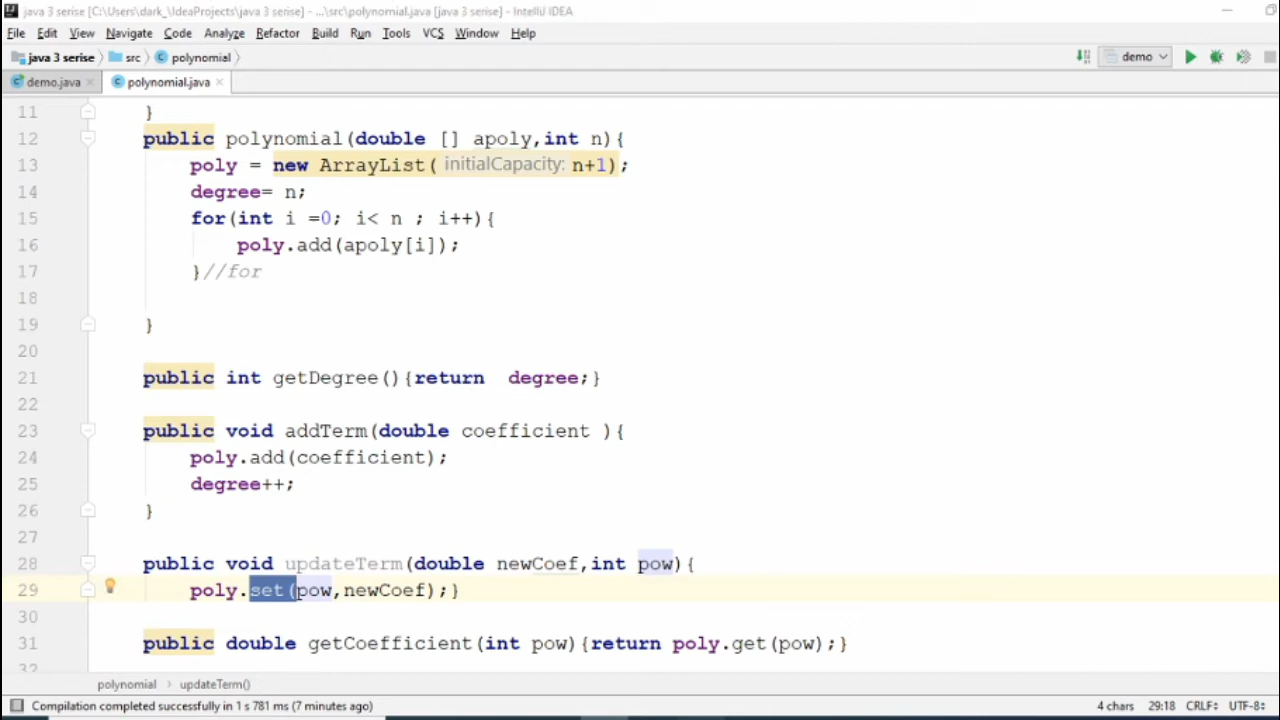 java 3 serise [C:\Users\dark_\IdeaProjects\java 3 serise] - ...\src\polynomial.java [java 3 serise] - IntelliJ IDEA
File Edit View Navigate Code Analyze Refactor Build Run Tools VCS Window Help
java 3 serise src polynomial demo
demo.java polynomial.java
11 }
12 public polynomial(double [] apoly,int n){
13 poly = new ArrayList( initialCapacity: n+1);
14 degree= n;
15 for(int i =0; i< n ; i++){
16 poly.add(apoly[i]);
17 }//for
18
19 }
20
21 public int getDegree(){return  degree;}
22
23 public void addTerm(double coefficient ){
24 poly.add(coefficient);
25 degree++;
26 }
27
28 public void updateTerm(double newCoef,int pow){
29 poly.set(pow,newCoef);}
30
31 public double getCoefficient(int pow){return poly.get(pow);}
32
polynomial > updateTerm()
Compilation completed successfully in 1 s 781 ms (7 minutes ago) 4 chars 29:18 CRLF UTF-8